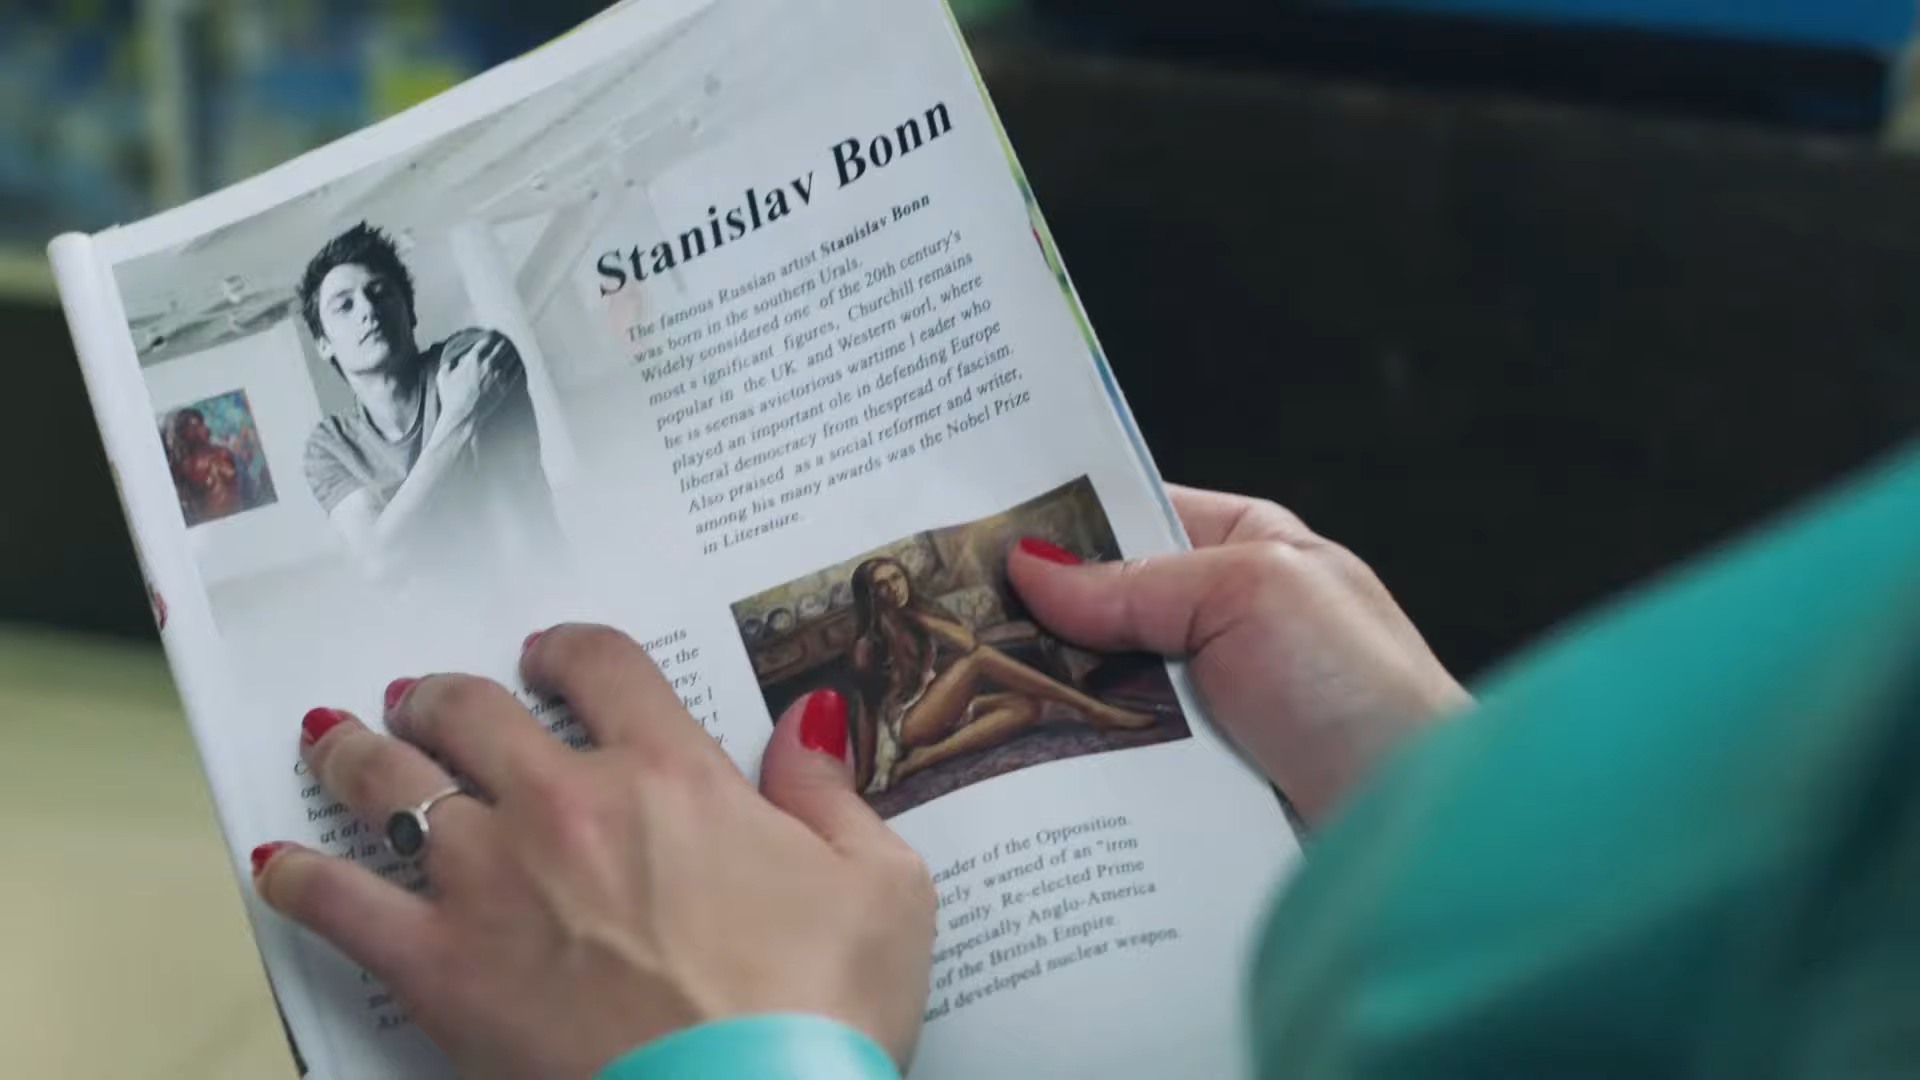 Stanislav Bonn
The famous Russian artist Stanislav Bonn
was born in the southern Urals.
Widely considered one of the 20th century's
most s ignificant figures, Churchill remains
popular in the UK and Western worl, where
he is seenas avictorious wartime l eader who
played an important ole in defending Europe
liberal democracy from thespread of fascism.
Also praised as a social reformer and writer,
among his many awards was the Nobel Prize
in Literature.
the
on
eader of the Opposition.
warned of an "iron
unity. Re-elected Prime
especially Anglo-America
of the British Empire.
developed nuclear weapon.